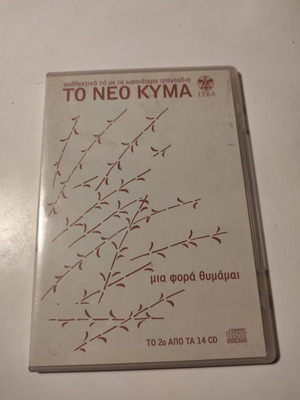 συλλεκτικά cd με τα ωραιότερα τραγούδια
ΤΟ ΝΕΟ ΚΥΜΑ
LYRA
μια φορά θυμάμαι
ΤΟ 2ο ΑΠΟ ΤΑ 14 CD